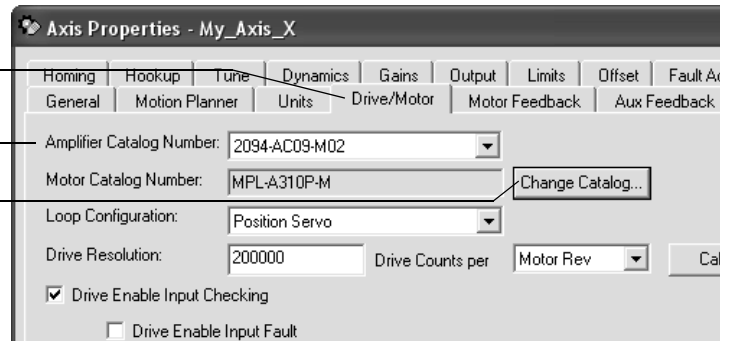 Axis Properties - My_Axis_X
Homing Hookup Tune Dynamics Gains Output Limits Offset Fault
General Motion Planner Units Drive/Motor Motor Feedback Aux Feedback
Amplifier Catalog Number: 2094-AC09-M02
Motor Catalog Number: MPL-A310P-M Change Catalog...
Loop Configuration: Position Servo
Drive Resolution: 200000 Drive Counts per Motor Rev
Drive Enable Input Checking
Drive Enable Input Fault